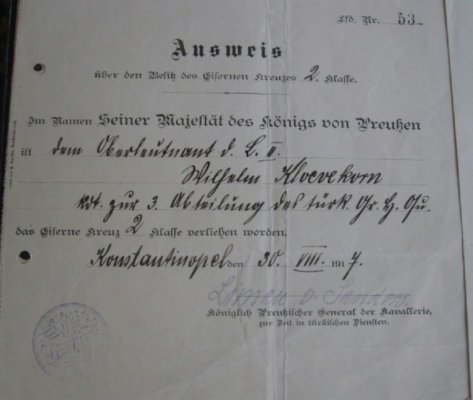 Lfd. Nr. 53
Ausweis
über den Besitz des Eisernen Kreuzes 2. Klasse.
Im Namen Seiner Majestät des Königs von Preußen
ist dem Oberleutnant d. L. II.
Wilhelm Kloevekorn
kdt. zur 3. Abteilung des türk. Gr. H. Qu.
das Eiserne Kreuz 2 Klasse verliehen worden.
Konstantinopel den 30. VIII. 1917.
Liman v. Sanders
Königlich Preußischer General der Kavallerie,
zur Zeit in türkischen Diensten.